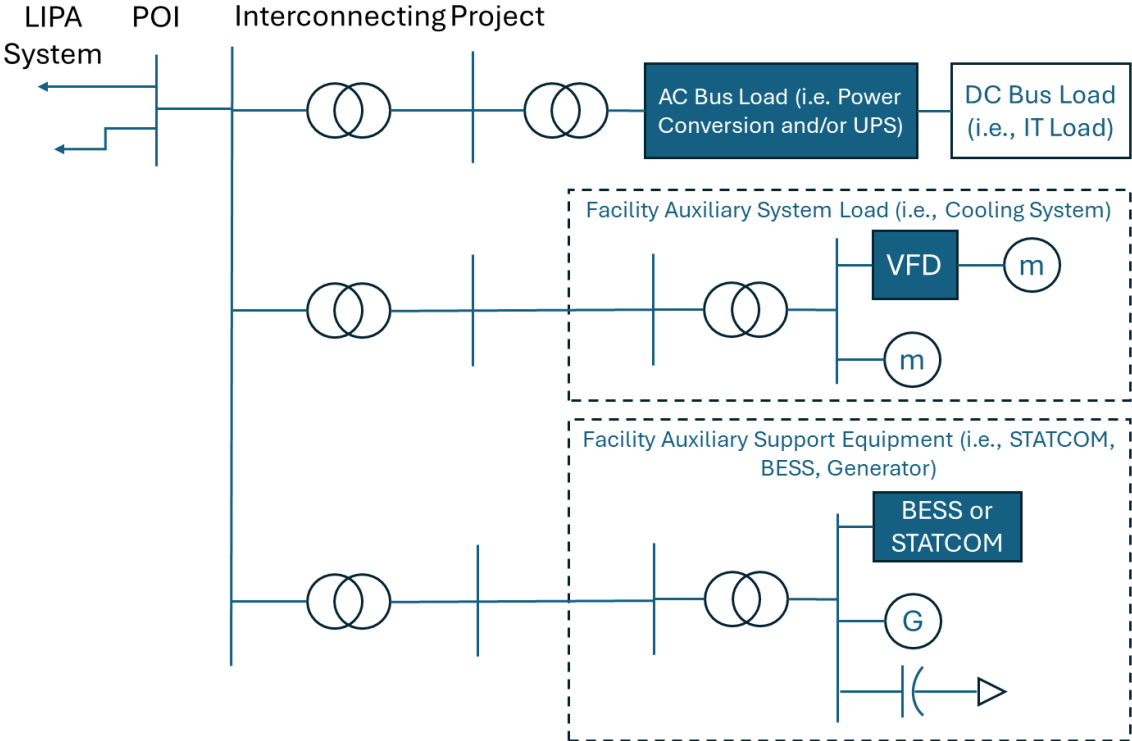 LIPA
System
POI
Interconnecting Project
AC Bus Load (i.e. Power
Conversion and/or UPS)
DC Bus Load
(i.e., IT Load)
Facility Auxiliary System Load (i.e., Cooling System)
VFD
m
m
Facility Auxiliary Support Equipment (i.e., STATCOM,
BESS, Generator)
BESS or
STATCOM
G